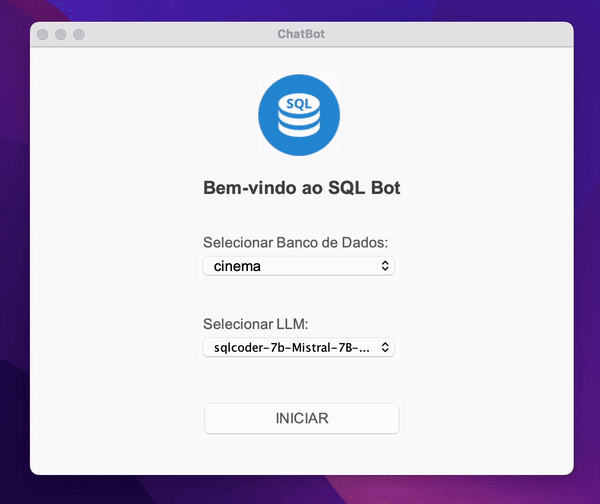 ChatBot
SQL
Bem-vindo ao SQL Bot
Selecionar Banco de Dados:
cinema
Selecionar LLM:
sqlcoder-7b-Mistral-7B-...
INICIAR